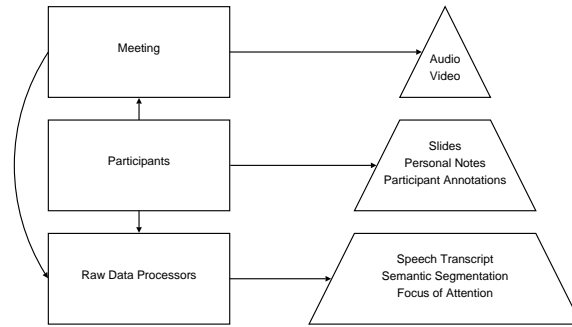 Meeting
Audio
Video
Participants
Slides
Personal Notes
Participant Annotations
Raw Data Processors
Speech Transcript
Semantic Segmentation
Focus of Attention